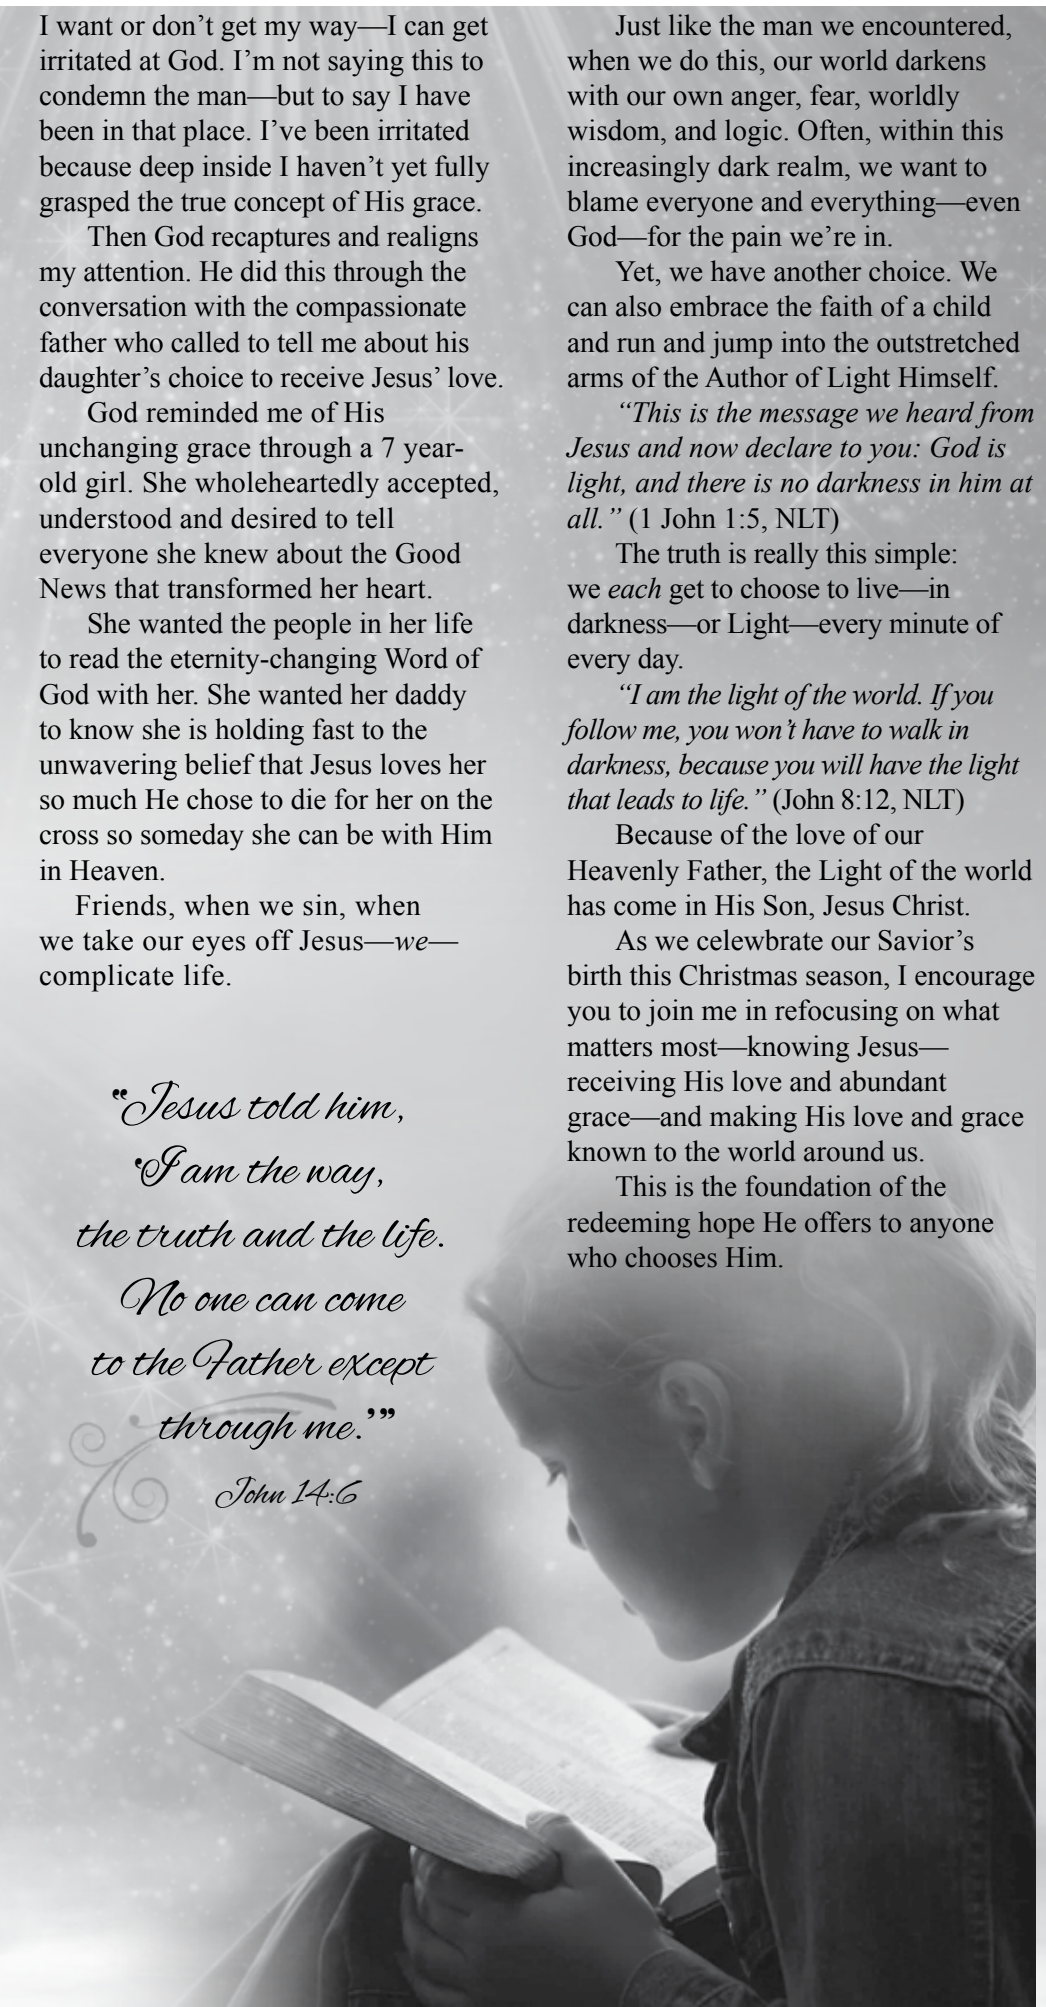 I want or don’t get my way—I can get
irritated at God. I’m not saying this to
condemn the man—but to say I have
been in that place. I’ve been irritated
because deep inside I haven’t yet fully
grasped the true concept of His grace.
Then God recaptures and realigns
my attention. He did this through the
conversation with the compassionate
father who called to tell me about his
daughter’s choice to receive Jesus’ love.
God reminded me of His
unchanging grace through a 7 year-
old girl. She wholeheartedly accepted,
understood and desired to tell
everyone she knew about the Good
News that transformed her heart.
She wanted the people in her life
to read the eternity-changing Word of
God with her. She wanted her daddy
to know she is holding fast to the
unwavering belief that Jesus loves her
so much He chose to die for her on the
cross so someday she can be with Him
in Heaven.
Friends, when we sin, when
we take our eyes off Jesus—we—
complicate life.
“Jesus told him,
‘I am the way,
the truth and the life.
No one can come
to the Father except
through me.’”
John 14:6
Just like the man we encountered,
when we do this, our world darkens
with our own anger, fear, worldly
wisdom, and logic. Often, within this
increasingly dark realm, we want to
blame everyone and everything—even
God—for the pain we’re in.
Yet, we have another choice. We
can also embrace the faith of a child
and run and jump into the outstretched
arms of the Author of Light Himself.
“This is the message we heard from
Jesus and now declare to you: God is
light, and there is no darkness in him at
all.” (1 John 1:5, NLT)
The truth is really this simple:
we each get to choose to live—in
darkness—or Light—every minute of
every day.
“I am the light of the world. If you
follow me, you won’t have to walk in
darkness, because you will have the light
that leads to life.” (John 8:12, NLT)
Because of the love of our
Heavenly Father, the Light of the world
has come in His Son, Jesus Christ.
As we celewbrate our Savior’s
birth this Christmas season, I encourage
you to join me in refocusing on what
matters most—knowing Jesus—
receiving His love and abundant
grace—and making His love and grace
known to the world around us.
This is the foundation of the
redeeming hope He offers to anyone
who chooses Him.